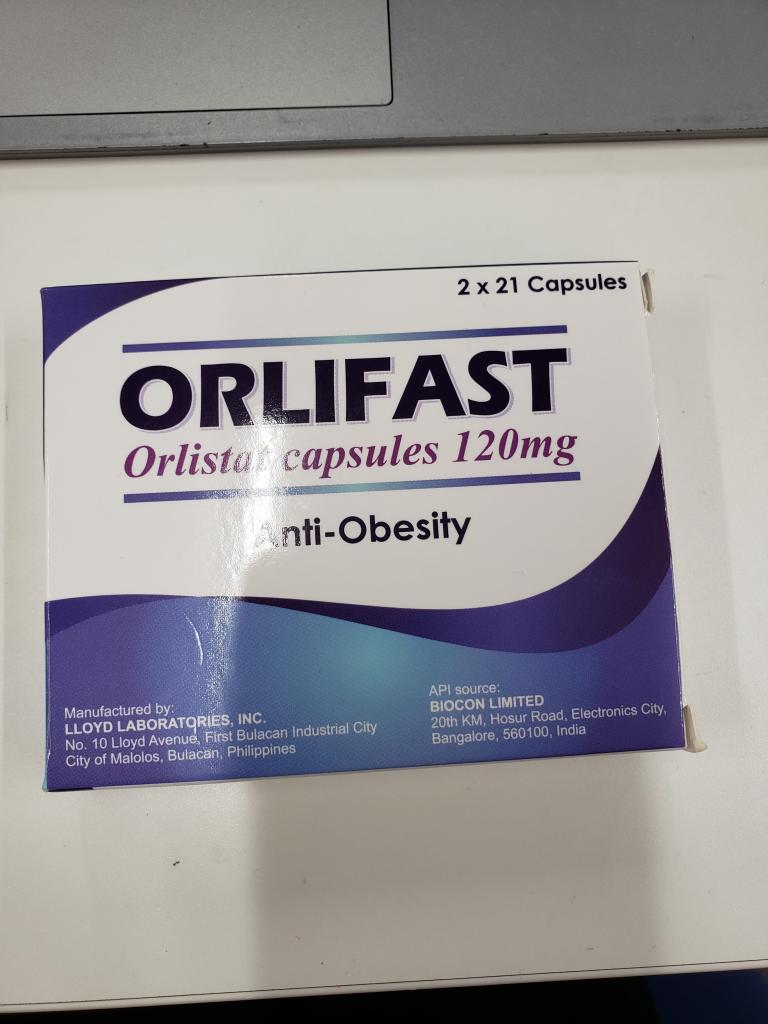 2 x 21 Capsules
ORLIFAST
Orlistat capsules 120mg
Anti-Obesity
Manufactured by:
LLOYD LABORATORIES, INC.
No. 10 Lloyd Avenue, First Bulacan Industrial City
City of Malolos, Bulacan, Philippines
API source:
BIOCON LIMITED
20th KM, Hosur Road, Electronics City,
Bangalore, 560100, India